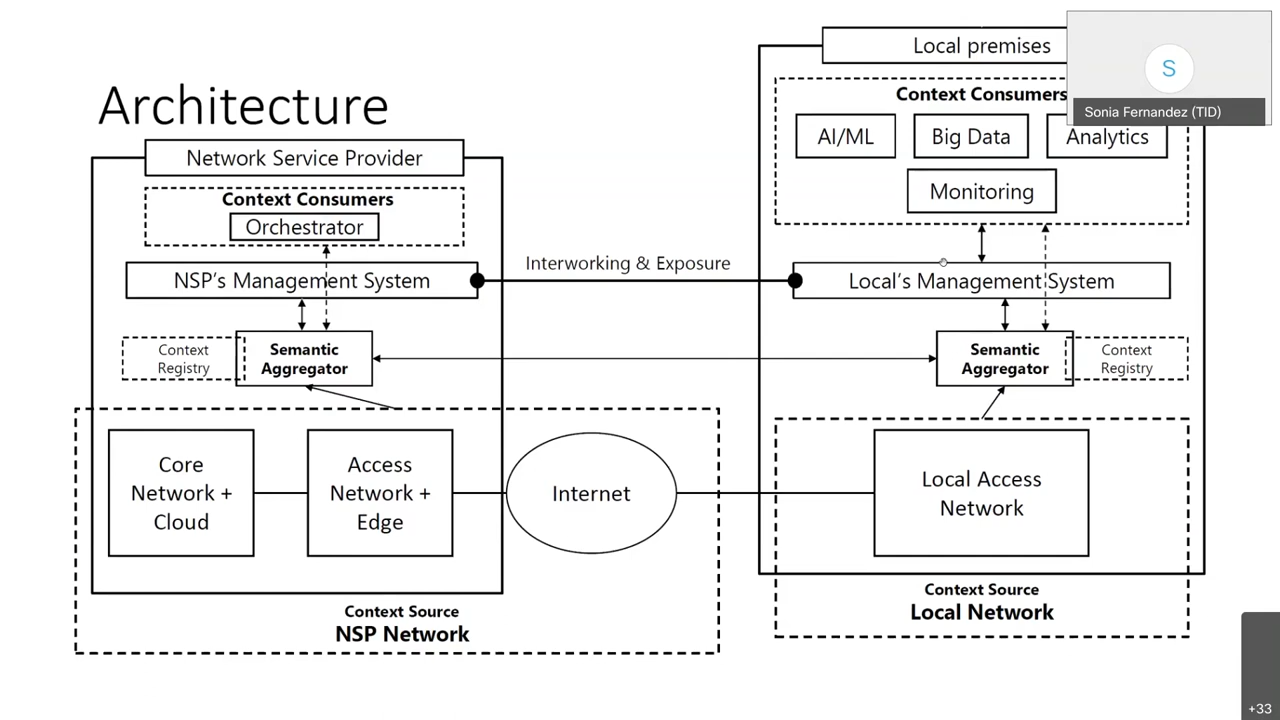 Architecture
Network Service Provider
Context Consumers
Orchestrator
NSP's Management System
Context
Registry
Semantic
Aggregator
Core
Network +
Cloud
Access
Network +
Edge
Internet
Context Source
NSP Network
Interworking & Exposure
Local premises
Context Consumers
AI/ML
Big Data
Analytics
Monitoring
Local's Management System
Semantic
Aggregator
Context
Registry
Local Access
Network
Context Source
Local Network
S
Sonia Fernandez (TID)
+33